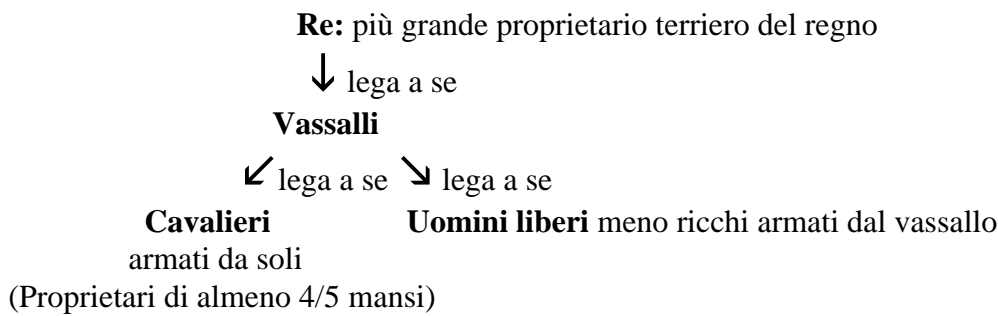 Re: più grande proprietario terriero del regno
lega a se
Vassalli
lega a se lega a se
Cavalieri Uomini liberi meno ricchi armati dal vassallo
armati da soli
(Proprietari di almeno 4/5 mansi)